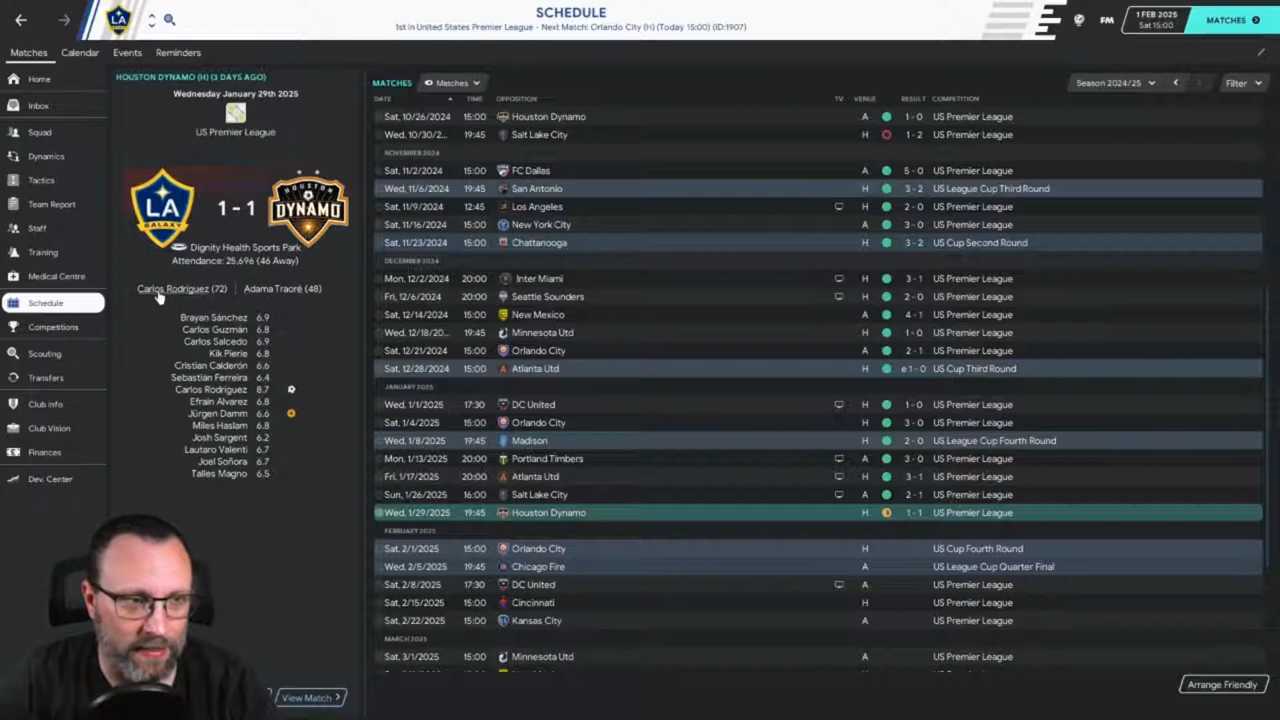 SCHEDULE
1st in United States Premier League - Next Match: Orlando City (H) (Today 15:00) (ID:1907)
FM
1 FEB 2025
Sat 15:00
MATCHES
Matches Calendar Events Reminders
Home
Inbox
Squad
Dynamics
Tactics
Team Report
Staff
Training
Medical Centre
Schedule
Competitions
Scouting
Transfers
Club Info
Club Vision
Finances
Dev. Center
HOUSTON DYNAMO (H) (3 DAYS AGO)
Wednesday January 29th 2025
US Premier League
LA
GALAXY
1 - 1
HOUSTON
DYNAMO
Dignity Health Sports Park
Attendance: 25,696 (46 Away)
Carlos Rodríguez (72) Adama Traoré (48)
Brayan Sánchez 6.9
Carlos Guzmán 6.8
Carlos Salcedo 6.9
Kik Pierie 6.8
Cristian Calderón 6.6
Sebastián Ferreira 6.4
Carlos Rodríguez 8.7
Efraín Alvarez 6.8
Jürgen Damm 6.6
Miles Haslam 6.8
Josh Sargent 6.2
Lautaro Valenti 6.7
Joel Soñora 6.7
Talles Magno 6.5
View Match
MATCHES Matches Season 2024/25 Filter
DATE TIME OPPOSITION TV VENUE RESULT COMPETITION
Sat, 10/26/2024 15:00 Houston Dynamo A 1-0 US Premier League
Wed, 10/30/2... 19:45 Salt Lake City H 1-2 US Premier League
NOVEMBER 2024
Sat, 11/2/2024 15:00 FC Dallas A 5-0 US Premier League
Wed, 11/6/2024 19:45 San Antonio H 3-2 US League Cup Third Round
Sat, 11/9/2024 12:45 Los Angeles H 2-0 US Premier League
Sat, 11/16/2024 15:00 New York City A 3-0 US Premier League
Sat, 11/23/2024 15:00 Chattanooga H 3-2 US Cup Second Round
DECEMBER 2024
Mon, 12/2/2024 20:00 Inter Miami H 3-1 US Premier League
Fri, 12/6/2024 20:00 Seattle Sounders H 2-0 US Premier League
Sat, 12/14/2024 15:00 New Mexico A 4-1 US Premier League
Wed, 12/18/20... 19:45 Minnesota Utd H 1-0 US Premier League
Sat, 12/21/2024 15:00 Orlando City A 2-1 US Premier League
Sat, 12/28/2024 15:00 Atlanta Utd H e 1-0 US Cup Third Round
JANUARY 2025
Wed, 1/1/2025 17:30 DC United H 1-0 US Premier League
Sat, 1/4/2025 15:00 Orlando City H 3-0 US Premier League
Wed, 1/8/2025 19:45 Madison H 2-0 US League Cup Fourth Round
Mon, 1/13/2025 20:00 Portland Timbers A 3-0 US Premier League
Fri, 1/17/2025 20:00 Atlanta Utd H 3-1 US Premier League
Sun, 1/26/2025 16:00 Salt Lake City A 2-1 US Premier League
Wed, 1/29/2025 19:45 Houston Dynamo H 1-1 US Premier League
FEBRUARY 2025
Sat, 2/1/2025 15:00 Orlando City H US Cup Fourth Round
Wed, 2/5/2025 19:45 Chicago Fire A US League Cup Quarter Final
Sat, 2/8/2025 17:30 DC United A US Premier League
Sat, 2/15/2025 15:00 Cincinnati H US Premier League
Sat, 2/22/2025 15:00 Kansas City A US Premier League
MARCH 2025
Sat, 3/1/2025 15:00 Minnesota Utd A US Premier League
Arrange Friendly